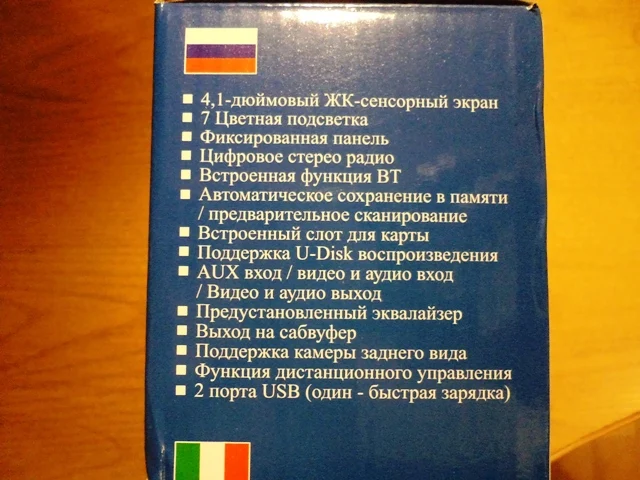 4,1-дюймовый ЖК-сенсорный экран
7 Цветная подсветка
Фиксированная панель
Цифровое стерео радио
Встроенная функция BT
Автоматическое сохранение в памяти
/ предварительное сканирование
Встроенный слот для карты
Поддержка U-Disk воспроизведения
AUX вход / видео и аудио вход
/ Видео и аудио выход
Предустановленный эквалайзер
Выход на сабвуфер
Поддержка камеры заднего вида
Функция дистанционного управления
2 порта USB (один - быстрая зарядка)